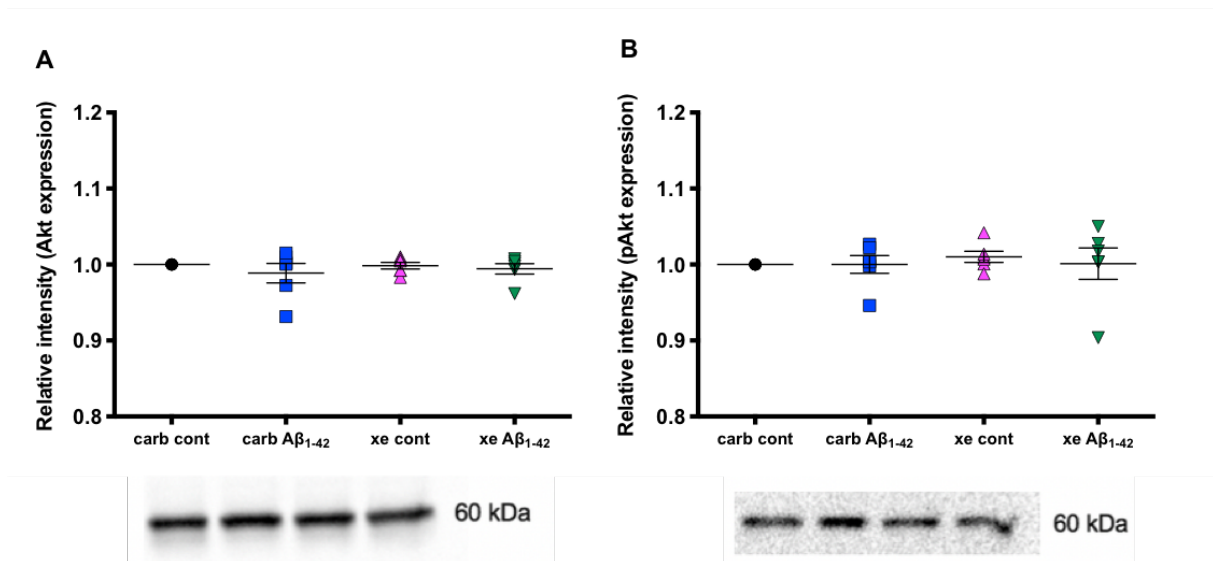 A
Relative intensity (Akt expression)
1.2
1.1
1.0
0.9
0.8
carb cont
carb Aβ₁₋₄₂
xe cont
xe Aβ₁₋₄₂
60 kDa
B
Relative intensity (pAkt expression)
1.2
1.1
1.0
0.9
0.8
carb cont
carb Aβ₁₋₄₂
xe cont
xe Aβ₁₋₄₂
60 kDa